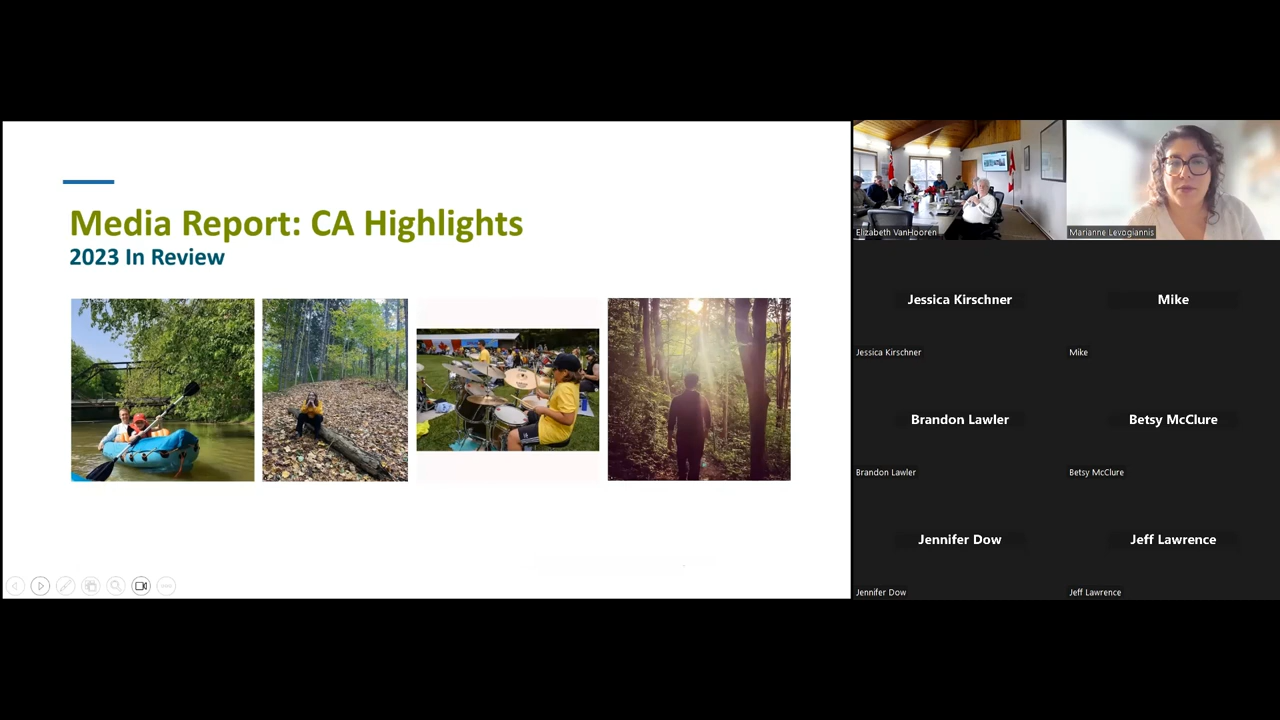 Media Report: CA Highlights
2023 In Review
Elizabeth VanHooren
Marianne Levogiannis
Jessica Kirschner
Mike
Jessica Kirschner
Mike
Brandon Lawler
Betsy McClure
Brandon Lawler
Betsy McClure
Jennifer Dow
Jeff Lawrence
Jennifer Dow
Jeff Lawrence